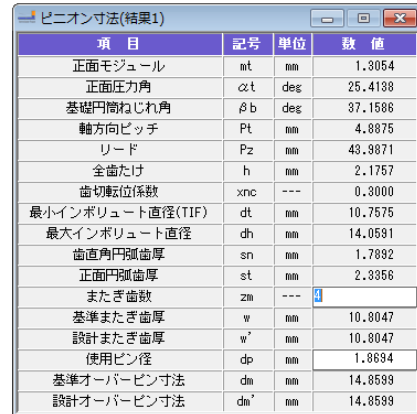 ピニオン寸法(結果1)
項 目 記号 単位 数 値
正面モジュール mt mm 1.3054
正面圧力角 αt deg 25.4138
基礎円筒ねじれ角 βb deg 37.1586
軸方向ピッチ Pt mm 4.8875
リード Pz mm 43.9871
全歯たけ h mm 2.1757
歯切転位係数 xnc --- 0.3000
最小インボリュート直径(TIF) dt mm 10.7575
最大インボリュート直径 dh mm 14.0591
歯直角円弧歯厚 sn mm 1.7892
正面円弧歯厚 st mm 2.3356
またぎ歯数 zm --- 4
基準またぎ歯厚 w mm 10.8047
設計またぎ歯厚 w' mm 10.8047
使用ピン径 dp mm 1.8694
基準オーバーピン寸法 dm mm 14.8599
設計オーバーピン寸法 dm' mm 14.8599